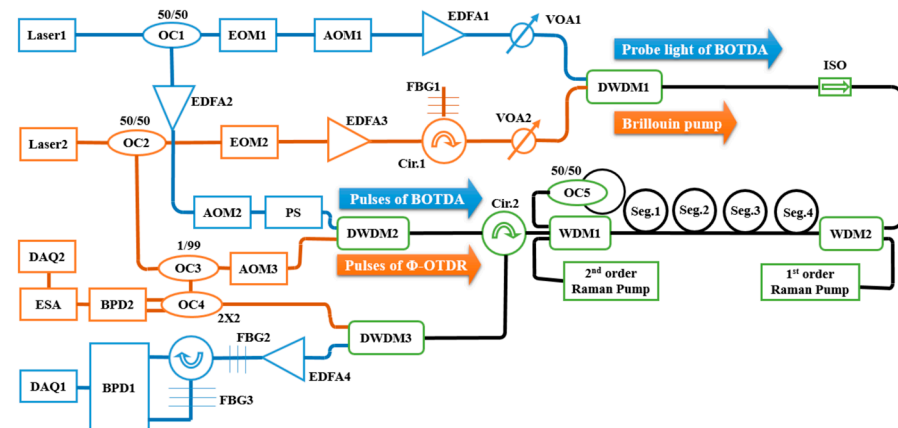 50/50
Laser1
OC1
EOM1
AOM1
EDFA1
VOA1
Probe light of BOTDA
ISO
DWDM1
EDFA2
FBG1
Brillouin pump
50/50
Laser2
OC2
EOM2
EDFA3
Cir.1
VOA2
50/50
OC5
Seg.1
Seg.2
Seg.3
Seg.4
AOM2
PS
Pulses of BOTDA
Cir.2
DWDM2
WDM1
WDM2
1/99
DAQ2
OC3
AOM3
Pulses of Φ-OTDR
2nd order
Raman Pump
1st order
Raman Pump
ESA
BPD2
OC4
2X2
FBG2
DWDM3
EDFA4
DAQ1
BPD1
FBG3